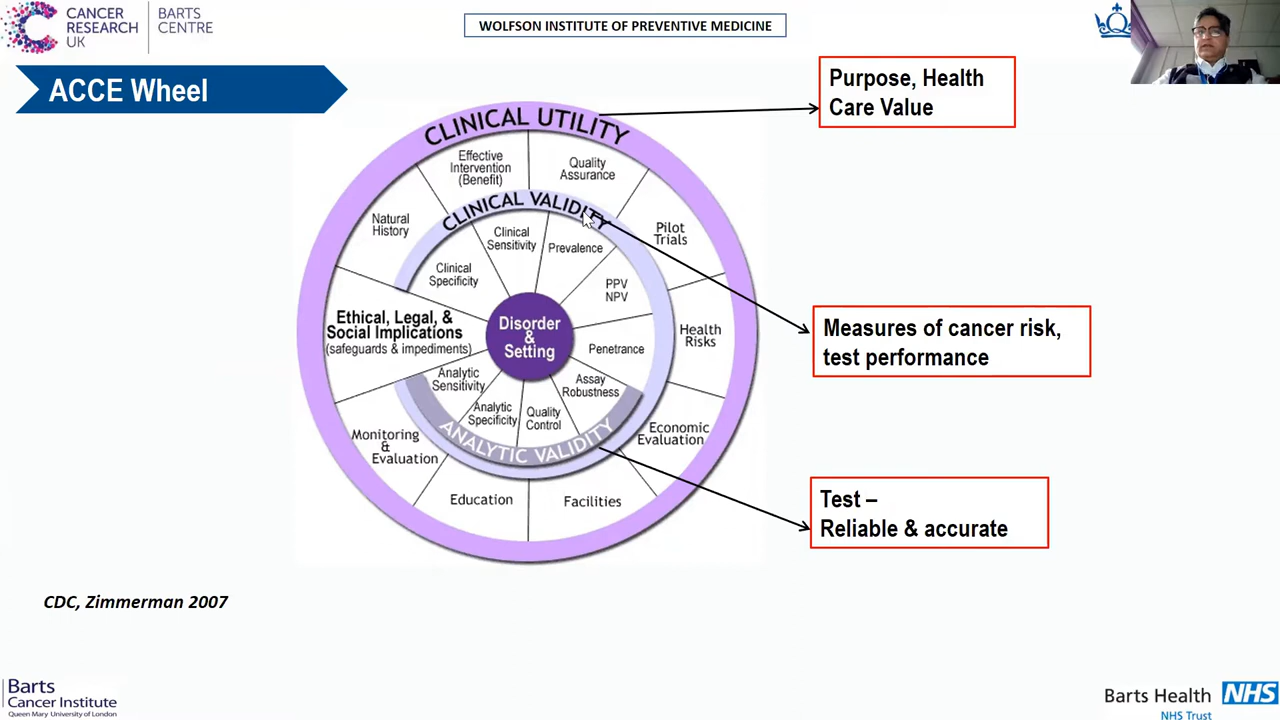 CANCER
RESEARCH
UK
BARTS
CENTRE
WOLFSON INSTITUTE OF PREVENTIVE MEDICINE
ACCE Wheel
Purpose, Health
Care Value
CLINICAL UTILITY
Effective
Intervention
(Benefit)
Quality
Assurance
Natural
History
CLINICAL VALIDITY
Pilot
Trials
Clinical
Sensitivity
Prevalence
Clinical
Specificity
PPV
NPV
Ethical, Legal, &
Social Implications
(safeguards & impediments)
Disorder
&
Setting
Health
Risks
Penetrance
Measures of cancer risk,
test performance
Analytic
Sensitivity
Assay
Robustness
Analytic
Specificity
Quality
Control
ANALYTIC VALIDITY
Monitoring
&
Evaluation
Economic
Evaluation
Education
Facilities
Test –
Reliable & accurate
CDC, Zimmerman 2007
Barts
Cancer Institute
Queen Mary University of London
Barts Health
NHS
NHS Trust